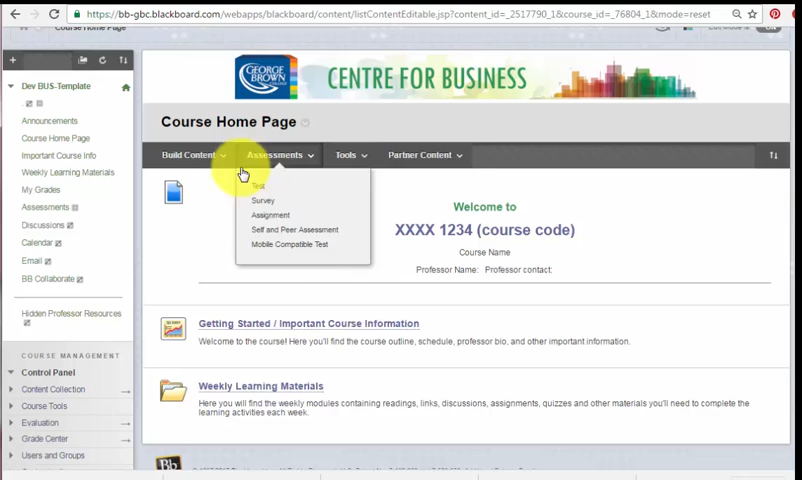 https://bb-gbc.blackboard.com/webapps/blackboard/content/listContentEditable.jsp?content_id=_2517790_1&course_id=_76804_1&mode=reset
Course Home Page
GEORGE BROWN COLLEGE
CENTRE FOR BUSINESS
Dev BUS-Template
Announcements
Course Home Page
Important Course Info
Weekly Learning Materials
My Grades
Assessments
Discussions
Calendar
Email
BB Collaborate
Hidden Professor Resources
COURSE MANAGEMENT
Control Panel
Content Collection
Course Tools
Evaluation
Grade Center
Users and Groups
Course Home Page
Build Content
Assessments
Tools
Partner Content
Test
Survey
Assignment
Self and Peer Assessment
Mobile Compatible Test
Welcome to
XXXX 1234 (course code)
Course Name
Professor Name: Professor contact:
Getting Started / Important Course Information
Welcome to the course! Here you'll find the course outline, schedule, professor bio, and other important information.
Weekly Learning Materials
Here you will find the weekly modules containing readings, links, discussions, assignments, quizzes and other materials you'll need to complete the
learning activities each week.
Bb